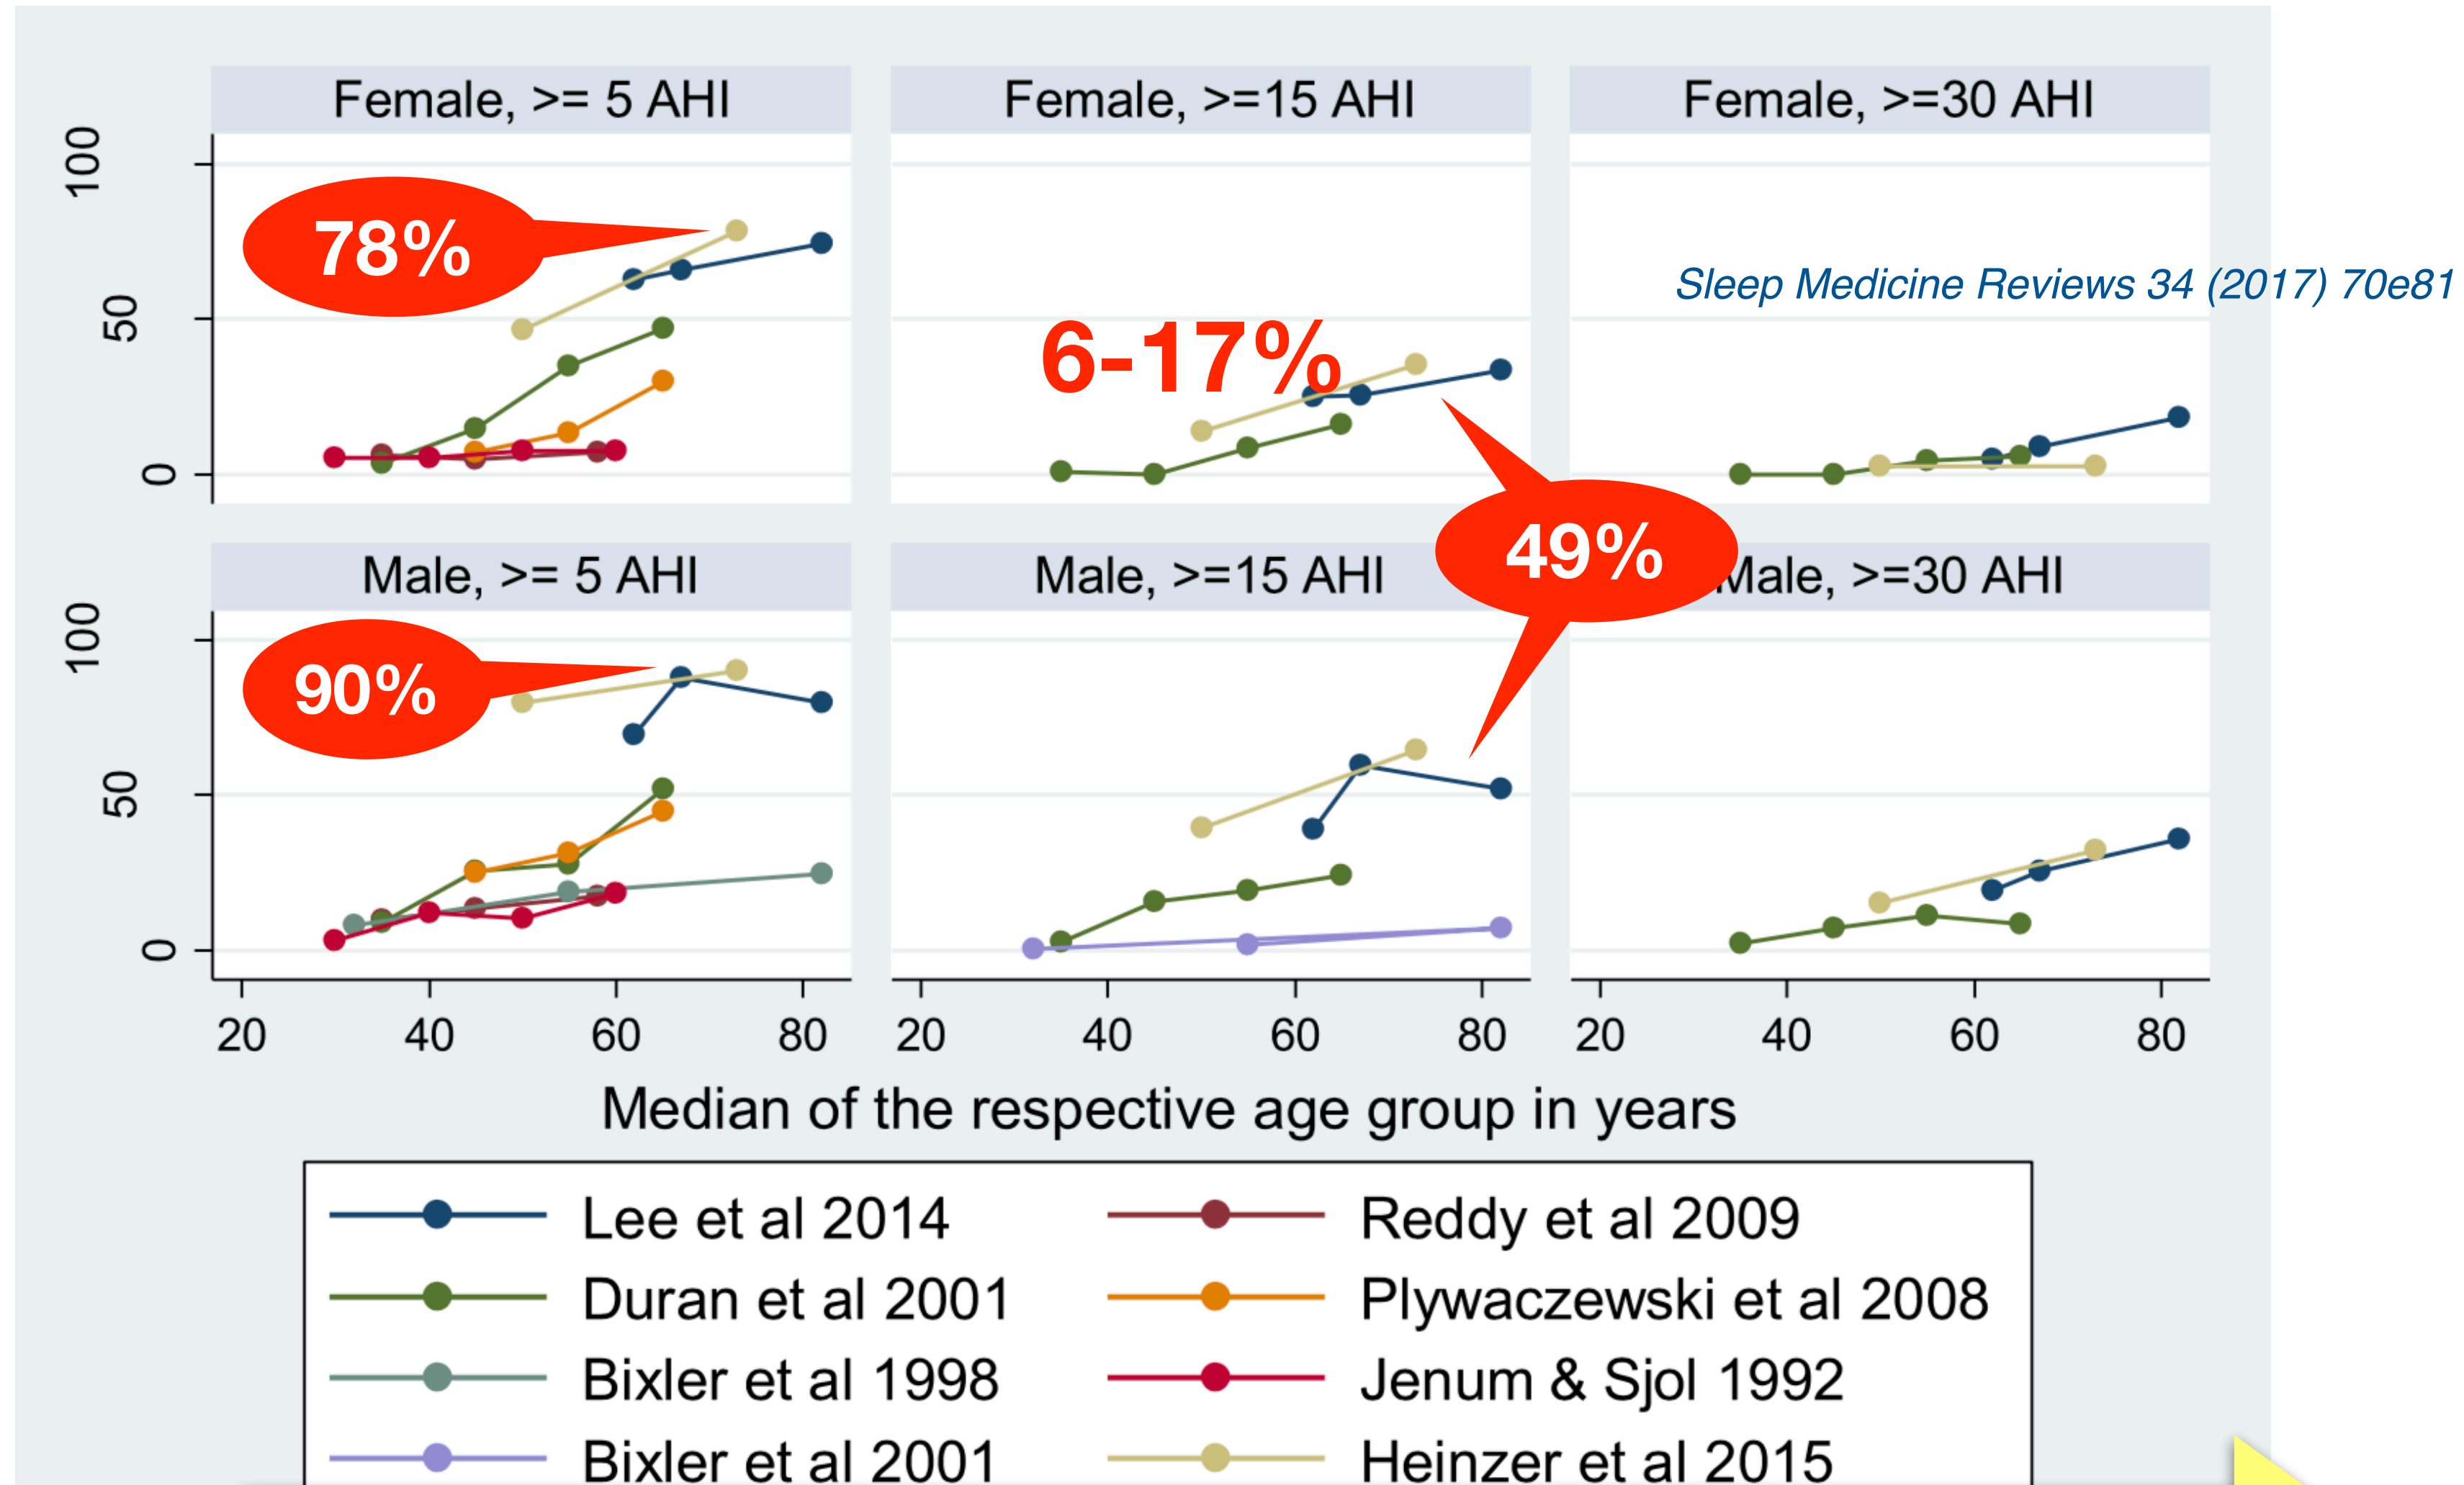 Female, >= 5 AHI
Female, >=15 AHI
Female, >=30 AHI
100
50
0
78%
6-17%
Sleep Medicine Reviews 34 (2017) 70e81
49%
Male, >= 5 AHI
Male, >=15 AHI
Male, >=30 AHI
100
50
0
90%
20 40 60 80
20 40 60 80
20 40 60 80
Median of the respective age group in years
Lee et al 2014
Reddy et al 2009
Duran et al 2001
Plywaczewski et al 2008
Bixler et al 1998
Jenum & Sjol 1992
Bixler et al 2001
Heinzer et al 2015